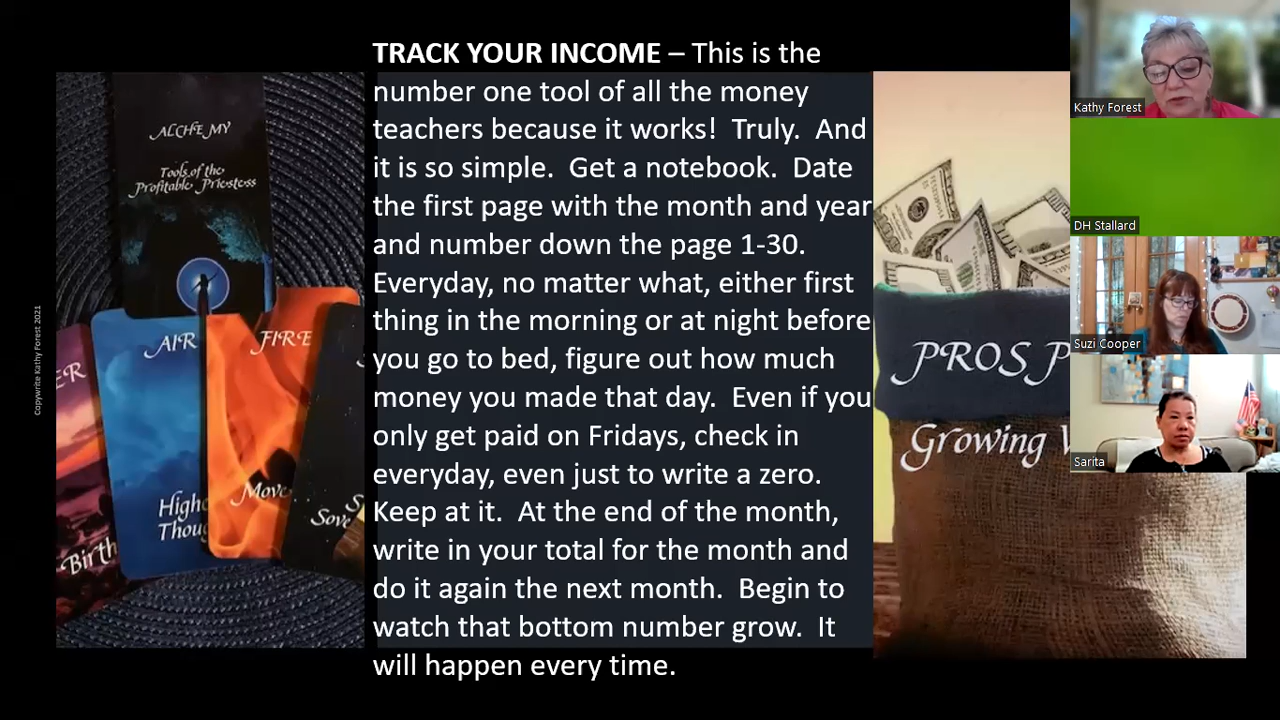 TRACK YOUR INCOME – This is the
number one tool of all the money
teachers because it works!  Truly.  And
it is so simple.  Get a notebook.  Date
the first page with the month and year
and number down the page 1-30.
Everyday, no matter what, either first
thing in the morning or at night before
you go to bed, figure out how much
money you made that day.  Even if you
only get paid on Fridays, check in
everyday, even just to write a zero.
Keep at it.  At the end of the month,
write in your total for the month and
do it again the next month.  Begin to
watch that bottom number grow.  It
will happen every time.
Copywrite Kathy Forest 2021
ALCHEMY
Tools of the
Profitable Priestess
ER
AIR
FIRE
High
Thoug
Move
Sov
Birth
PROSP
Growing
Kathy Forest
DH Stallard
Suzi Cooper
Sarita